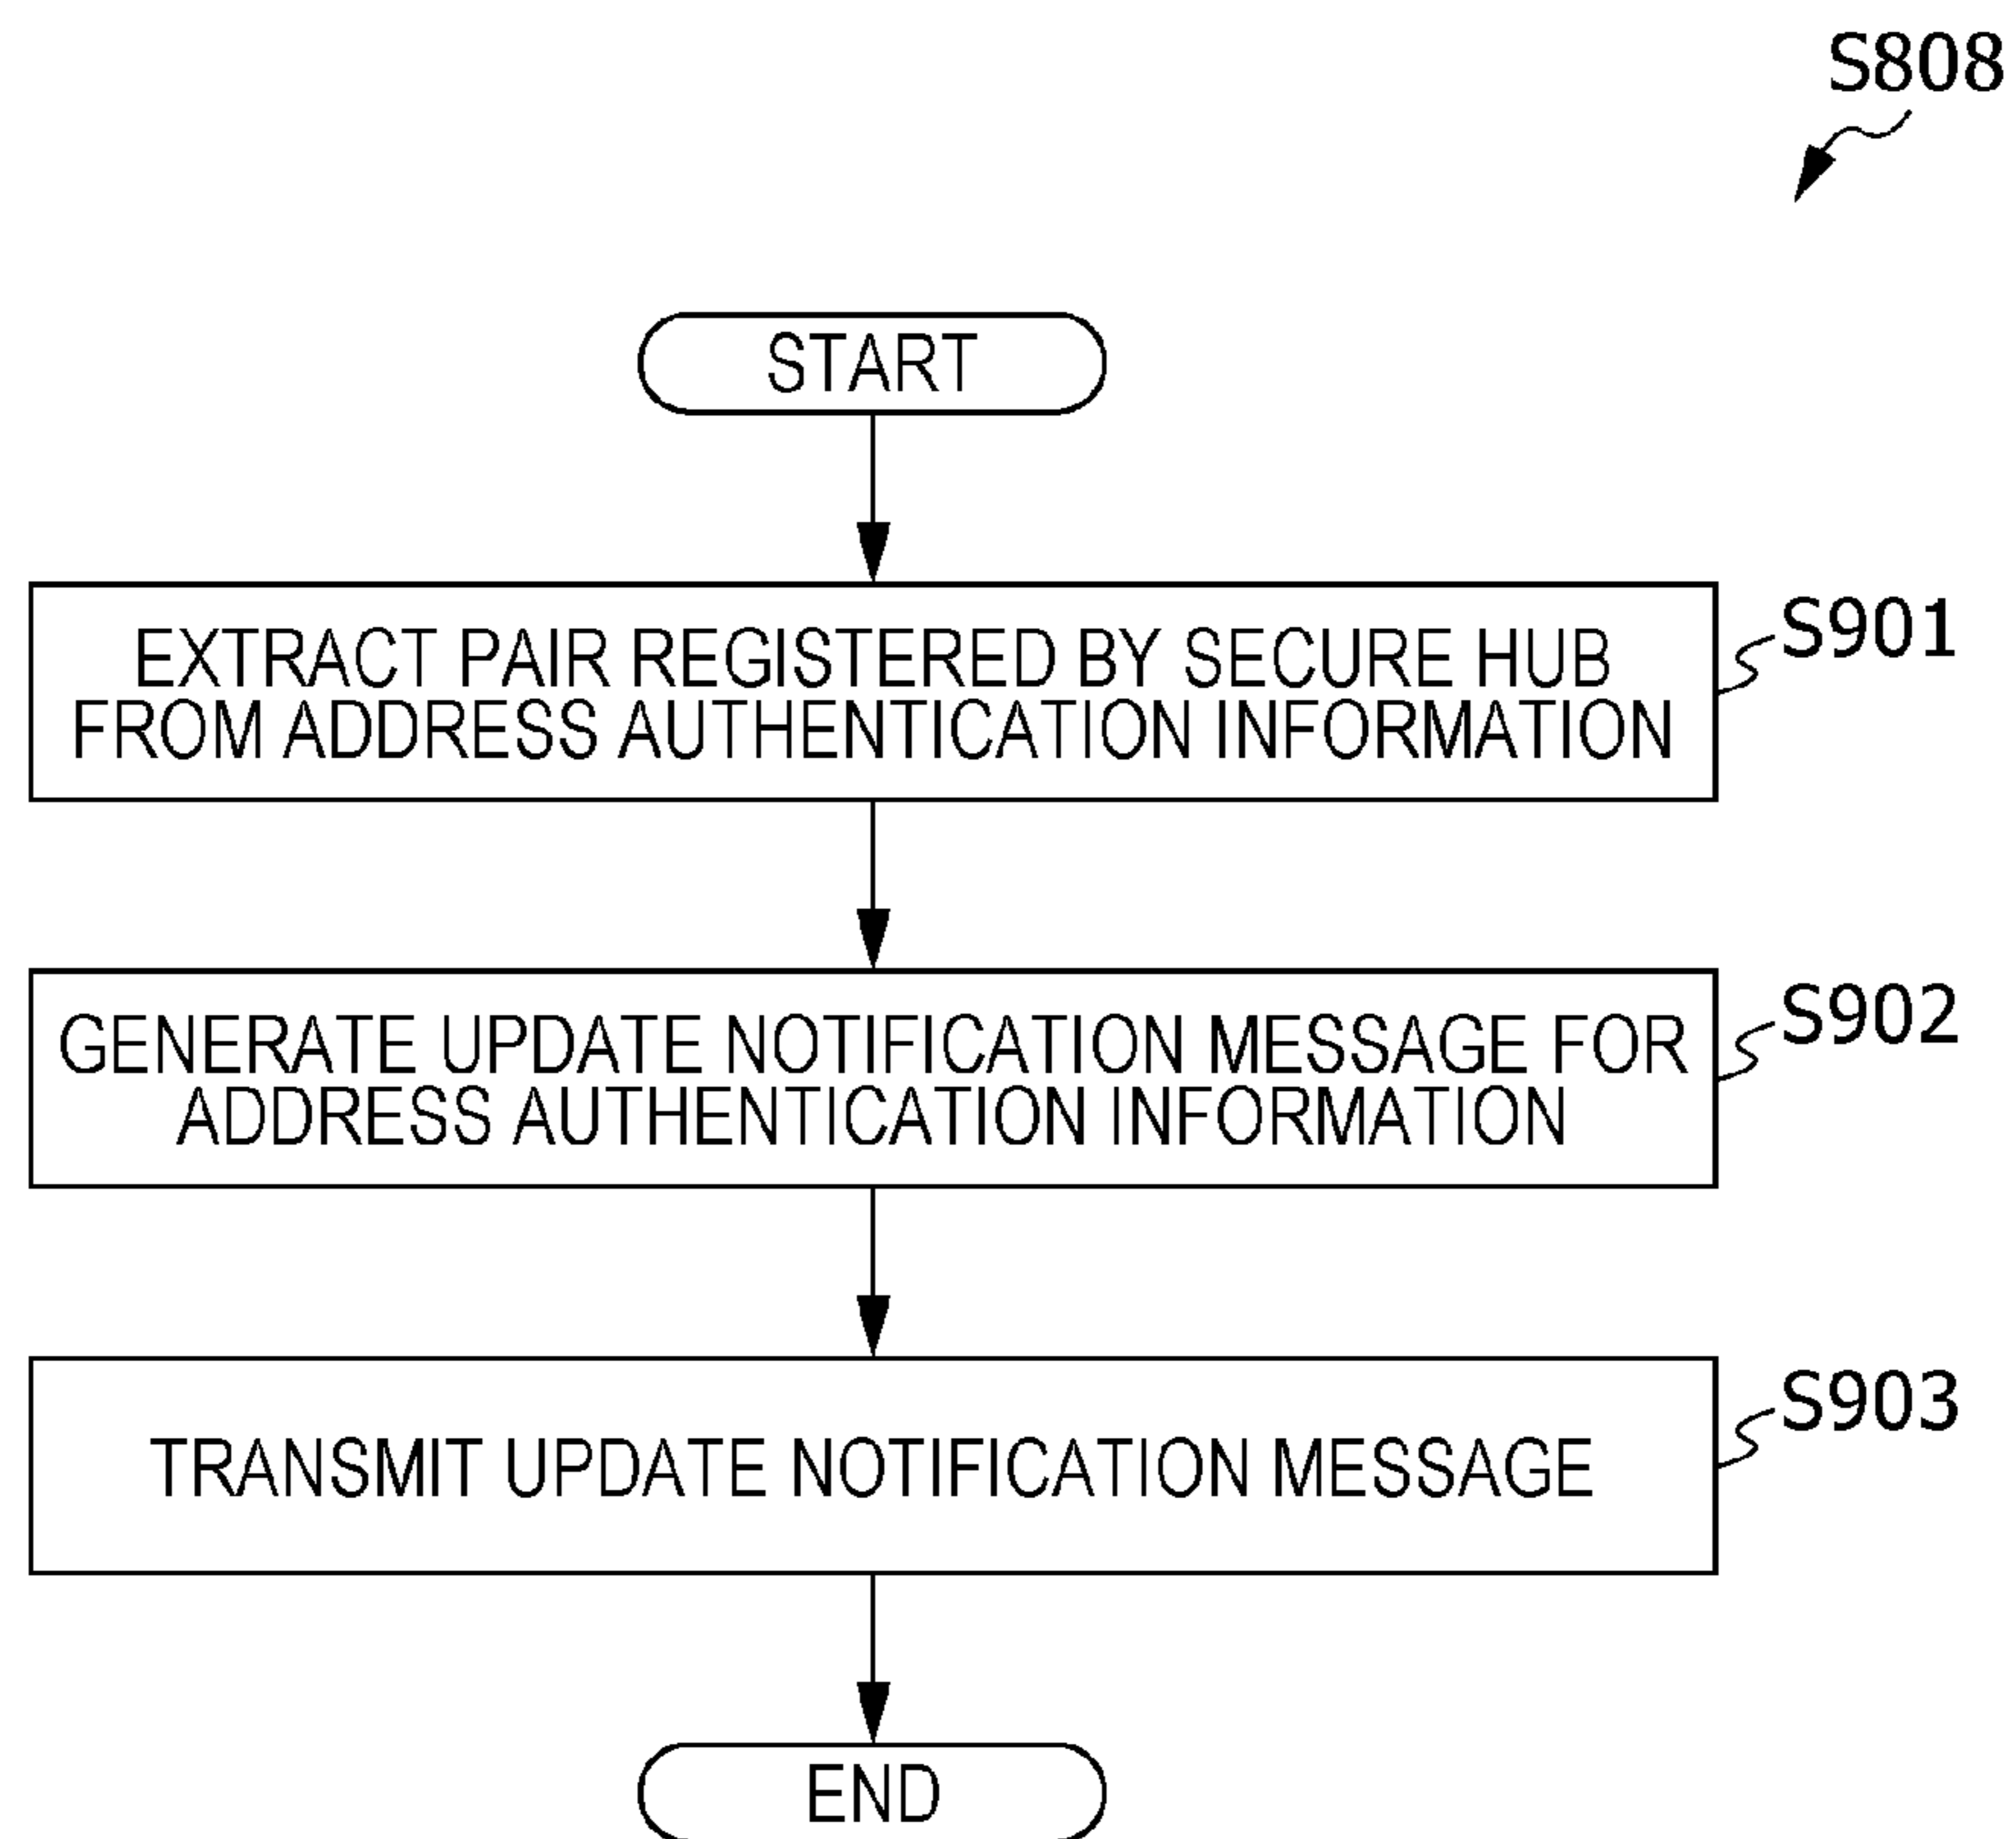 S808
START
EXTRACT PAIR REGISTERED BY SECURE HUB
FROM ADDRESS AUTHENTICATION INFORMATION
S901
GENERATE UPDATE NOTIFICATION MESSAGE FOR
ADDRESS AUTHENTICATION INFORMATION
S902
TRANSMIT UPDATE NOTIFICATION MESSAGE
S903
END